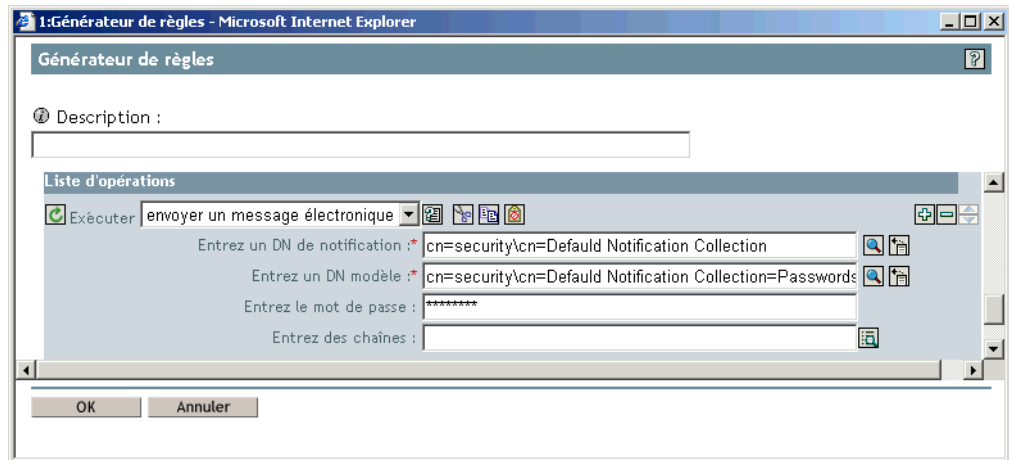 1:Générateur de règles - Microsoft Internet Explorer
Générateur de règles
Description :
Liste d'opérations
Exécuter envoyer un message électronique
Entrez un DN de notification :* cn=security\cn=Defauld Notification Collection
Entrez un DN modèle :* cn=security\cn=Defauld Notification Collection=Passwords
Entrez le mot de passe : ********
Entrez des chaînes :
OK Annuler